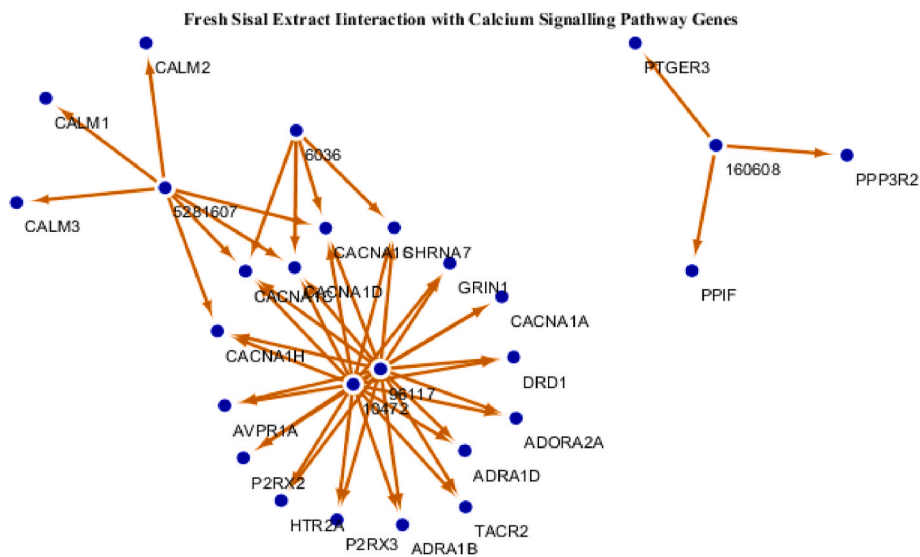 Fresh Sisal Extract Iinteraction with Calcium Signalling Pathway Genes
CALM2
PTGER3
CALM1
6036
160608
PPP3R2
5281607
CALM3
CACNA1S
CHRNA7
PPIF
GRIN1
CACNA1C
CACNA1D
CACNA1A
CACNA1H
DRD1
96117
10472
AVPR1A
ADORA2A
ADRA1D
P2RX2
HTR2A
TACR2
P2RX3
ADRA1B